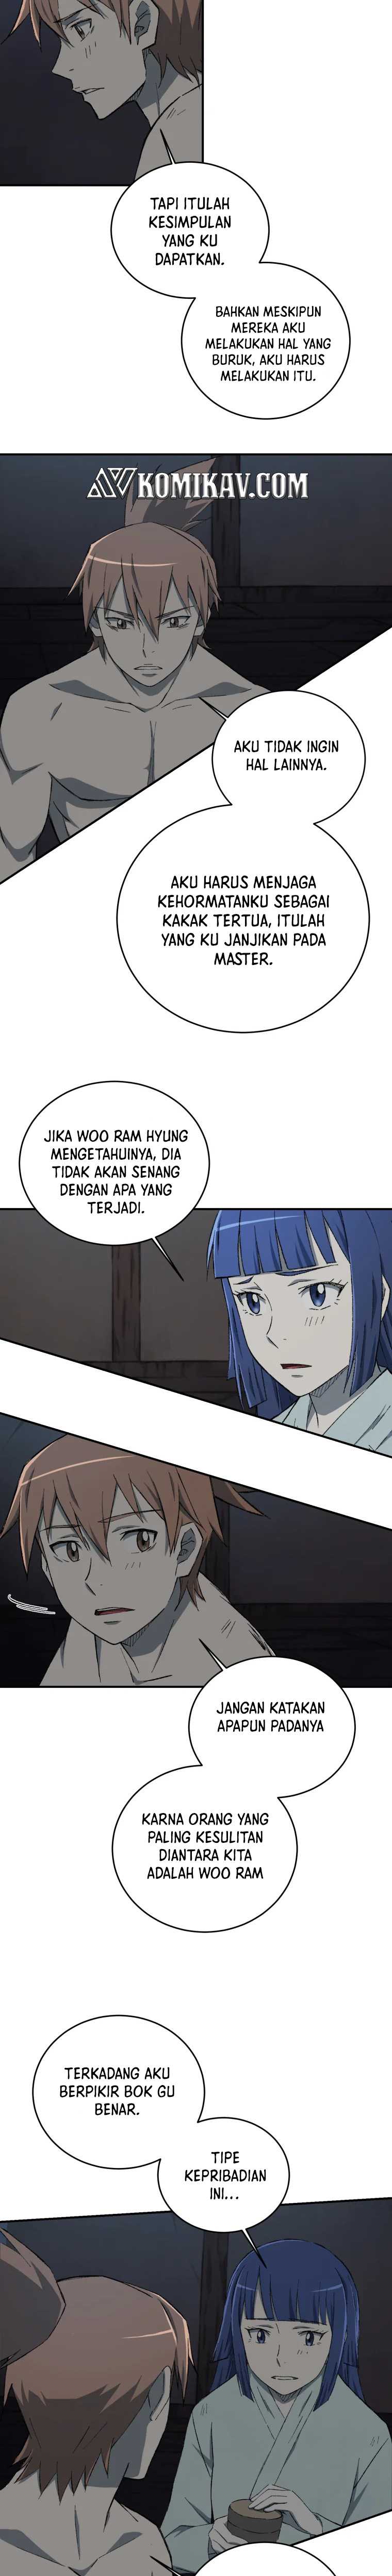 TAPI ITULAH
KESIMPULAN
YANG KU
DAPATKAN.
BAHKAN MESKIPUN
MEREKA AKU
MELAKUKAN HAL YANG
BURUK, AKU HARUS
MELAKUKAN ITU.
KOMIKAV.COM
AKU TIDAK INGIN
HAL LAINNYA.
AKU HARUS MENJAGA
KEHORMATANKU SEBAGAI
KAKAK TERTUA, ITULAH
YANG KU JANJIKAN PADA
MASTER.
JIKA WOO RAM HYUNG
MENGETAHUINYA, DIA
TIDAK AKAN SENANG
DENGAN APA YANG
TERJADI.
JANGAN KATAKAN
APAPUN PADANYA
KARNA ORANG YANG
PALING KESULITAN
DIANTARA KITA
ADALAH WOO RAM
TERKADANG AKU
BERPIKIR BOK GU
BENAR.
TIPE
KEPRIBADIAN
INI...